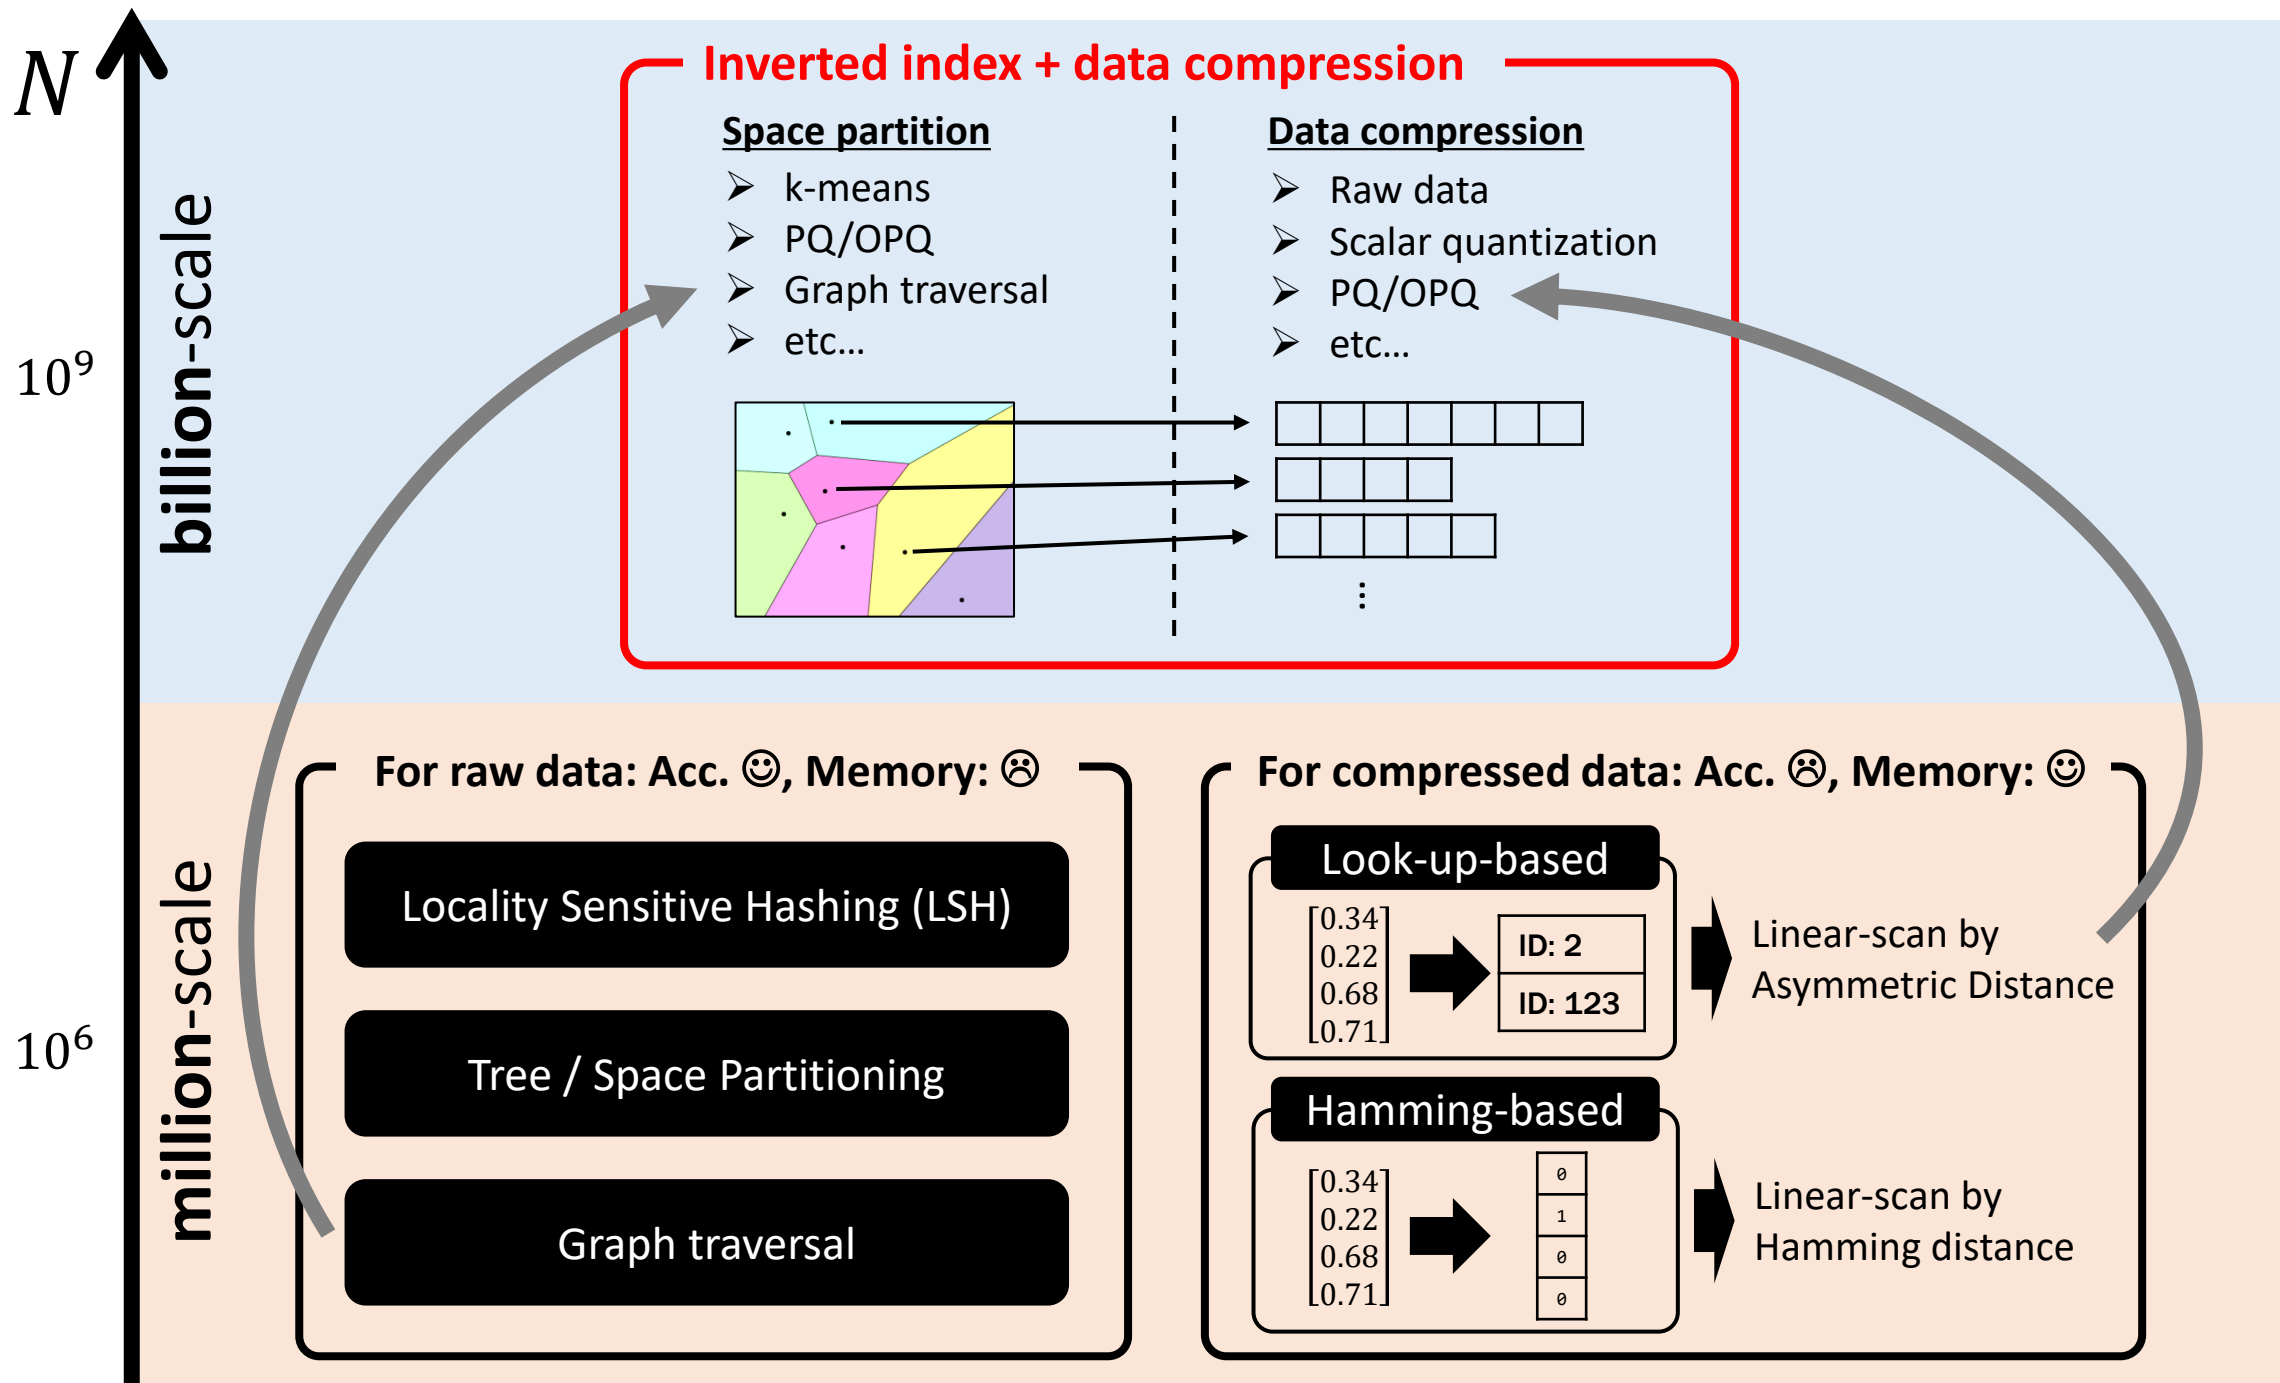 N
Inverted index + data compression
Space partition
➢ k-means
➢ PQ/OPQ
➢ Graph traversal
➢ etc...
Data compression
➢ Raw data
➢ Scalar quantization
➢ PQ/OPQ
➢ etc...
⋮
billion-scale
10⁹
For raw data: Acc. ☺, Memory: ☹
Locality Sensitive Hashing (LSH)
Tree / Space Partitioning
Graph traversal
For compressed data: Acc. ☹, Memory: ☺
Look-up-based
0.34
0.22
0.68
0.71
ID: 2
ID: 123
Linear-scan by
Asymmetric Distance
Hamming-based
0.34
0.22
0.68
0.71
0
1
0
0
Linear-scan by
Hamming distance
million-scale
10⁶